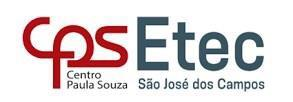 cps Etec
Centro
Paula Souza
São José dos Campos